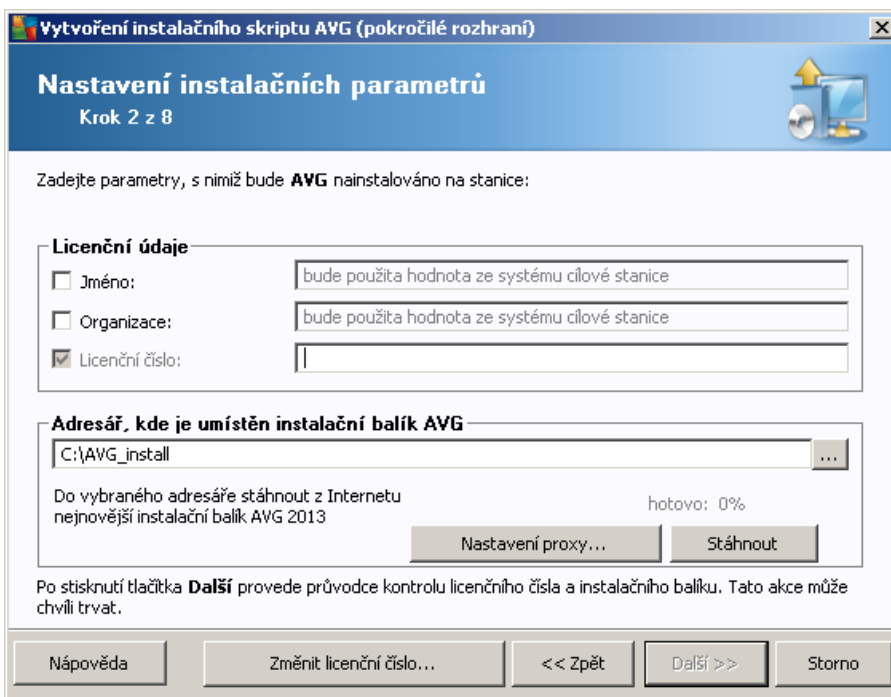 Vytvoření instalačního skriptu AVG (pokročilé rozhraní)
Nastavení instalačních parametrů
Krok 2 z 8
Zadejte parametry, s nimiž bude AVG nainstalováno na stanice:
Licenční údaje
Jméno: bude použita hodnota ze systému cílové stanice
Organizace: bude použita hodnota ze systému cílové stanice
Licenční číslo:
Adresář, kde je umístěn instalační balík AVG
C:\AVG_install ...
Do vybraného adresáře stáhnout z Internetu
nejnovější instalační balík AVG 2013
hotovo: 0%
Nastavení proxy... Stáhnout
Po stisknutí tlačítka Další provede průvodce kontrolu licenčního čísla a instalačního balíku. Tato akce může
chvíli trvat.
Nápověda Změnit licenční číslo... << Zpět Další >> Storno